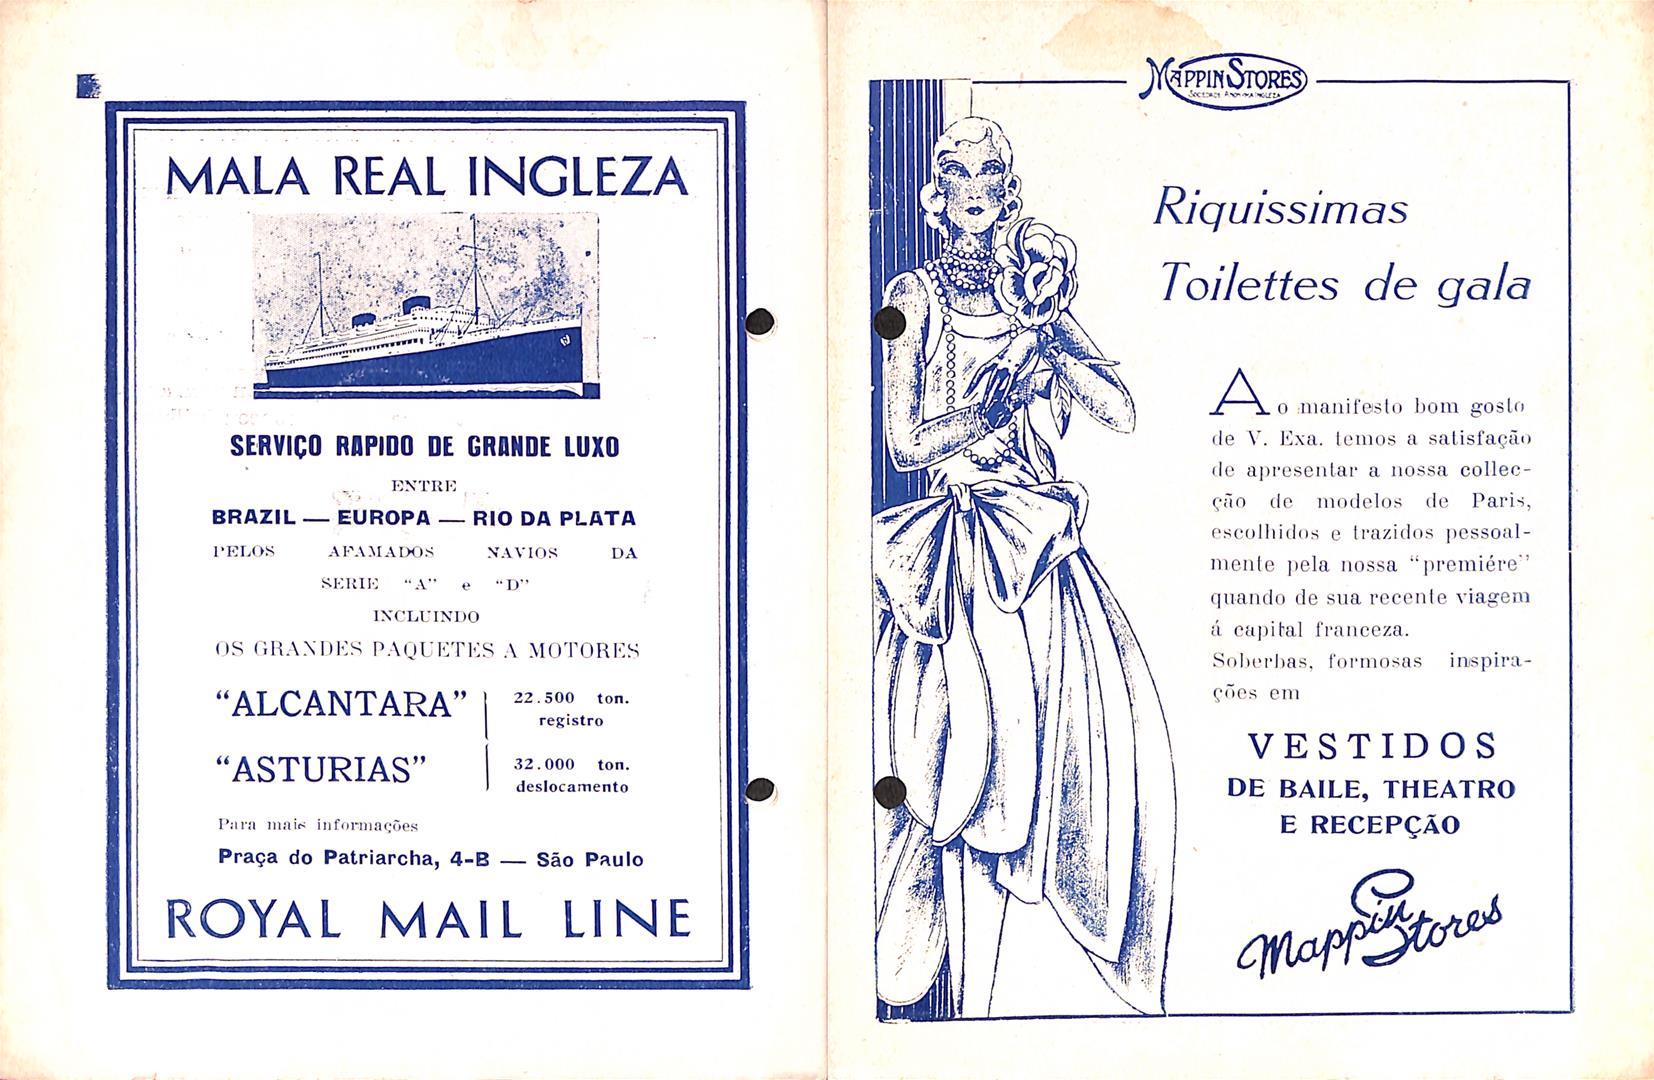 MALA REAL INGLEZA
SERVIÇO RAPIDO DE GRANDE LUXO
ENTRE
BRAZIL — EUROPA — RIO DA PLATA
PELOS AFAMADOS NAVIOS DA
SERIE “A” e “D”
INCLUINDO
OS GRANDES PAQUETES A MOTORES
“ALCANTARA”
22.500 ton.
registro
“ASTURIAS”
32.000 ton.
deslocamento
Para mais informações
Praça do Patriarcha, 4-B — São Paulo
ROYAL MAIL LINE
MAPPIN STORES
SOCIEDADE ANONYMA INGLEZA
Riquissimas
Toilettes de gala
Ao manifesto bom gosto
de V. Exa. temos a satisfação
de apresentar a nossa collec-
ção de modelos de Paris,
escolhidos e trazidos pessoal-
mente pela nossa “premiére”
quando de sua recente viagem
á capital franceza.
Soberbas, formosas inspira-
ções em
VESTIDOS
DE BAILE, THEATRO
E RECEPÇÃO
Mappin Stores